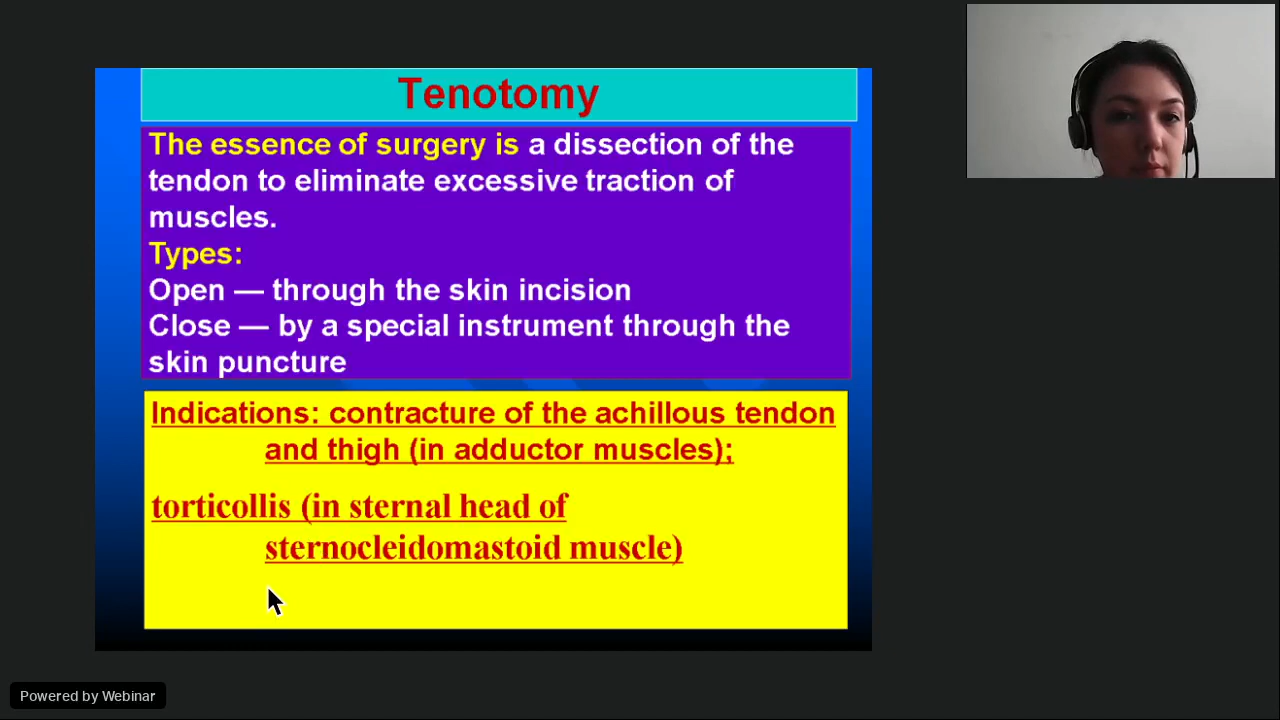 Tenotomy
The essence of surgery is a dissection of the
tendon to eliminate excessive traction of
muscles.
Types:
Open — through the skin incision
Close — by a special instrument through the
skin puncture
Indications: contracture of the achillous tendon
and thigh (in adductor muscles);
torticollis (in sternal head of
sternocleidomastoid muscle)
Powered by Webinar